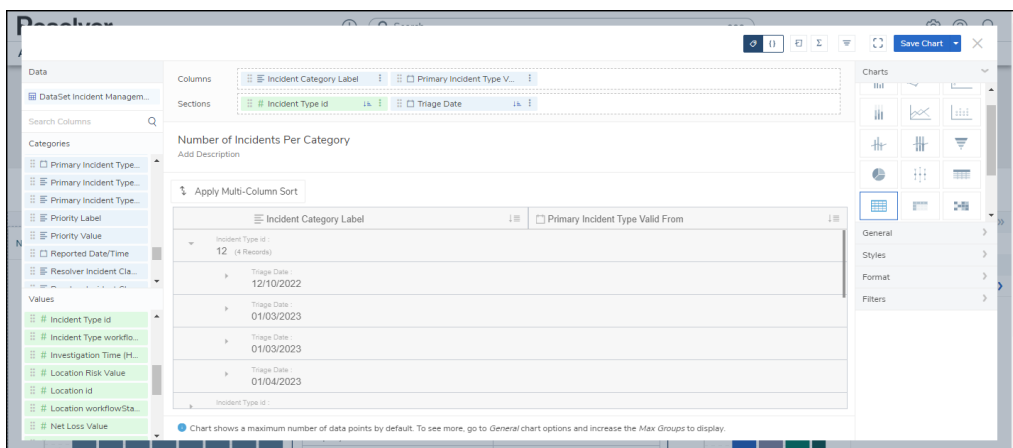 Resolver
Search
Save Chart
Data
DataSet Incident Managem...
Search Columns
Categories
Primary Incident Type...
Primary Incident Type...
Primary Incident Type...
Priority Label
Priority Value
Reported Date/Time
Resolver Incident Cla...
Values
# Incident Type id
# Incident Type workflo...
# Investigation Time (H...
# Location Risk Value
# Location id
# Location workflowSta...
# Net Loss Value
Columns
Incident Category Label
Primary Incident Type V...
Sections
# Incident Type id
Triage Date
Number of Incidents Per Category
Add Description
Apply Multi-Column Sort
Incident Category Label
Primary Incident Type Valid From
Incident Type id :
12 (4 Records)
Triage Date :
12/10/2022
Triage Date :
01/03/2023
Triage Date :
01/03/2023
Triage Date :
01/04/2023
Incident Type id :
Chart shows a maximum number of data points by default. To see more, go to General chart options and increase the Max Groups to display.
Charts
General
Styles
Format
Filters